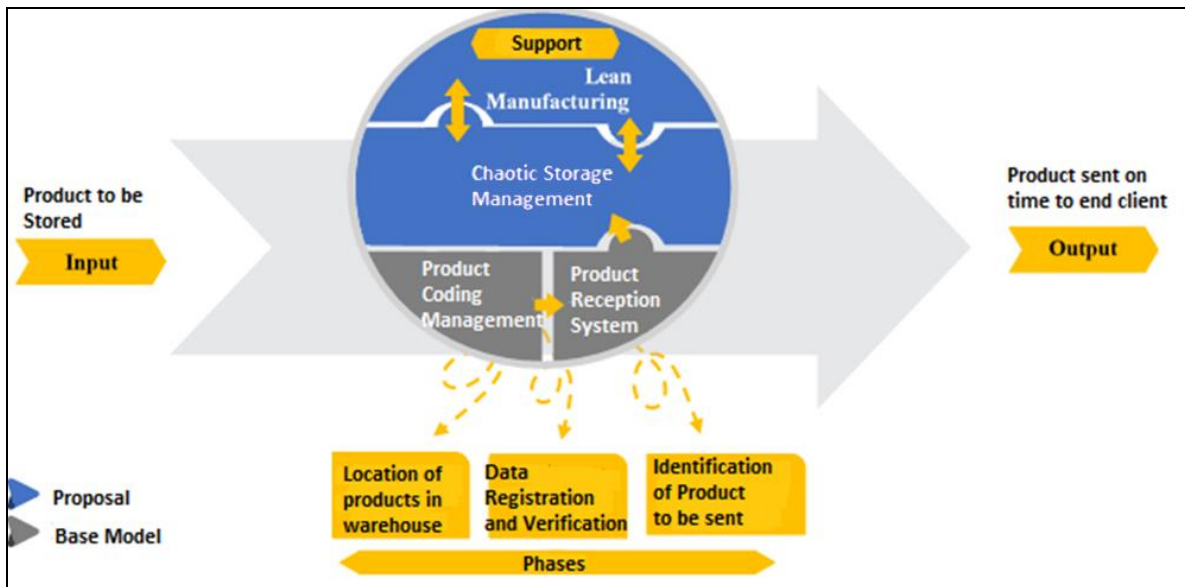 Support
Lean
Manufacturing
Chaotic Storage
Management
Product to be
Stored
Input
Product sent on
time to end client
Output
Product
Coding
Management
Product
Reception
System
Location of
products in
warehouse
Data
Registration
and Verification
Identification
of Product
to be sent
Proposal
Base Model
Phases